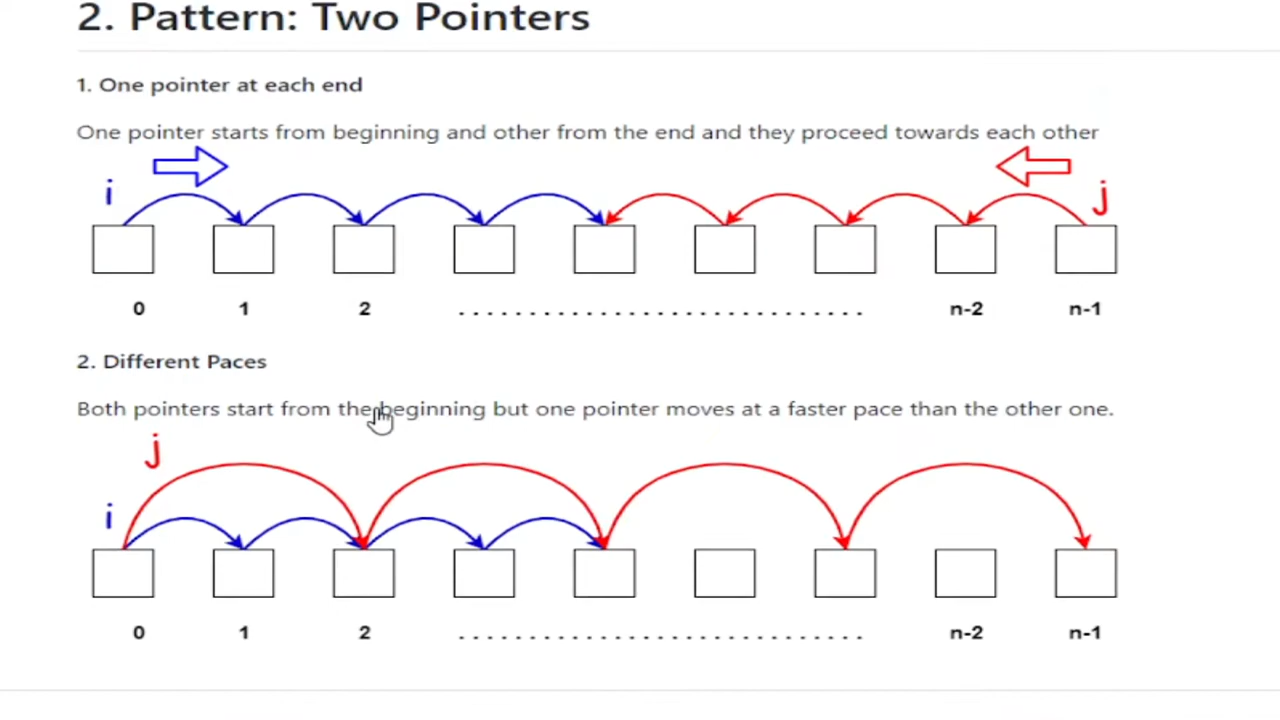 2. Pattern: Two Pointers
1. One pointer at each end
One pointer starts from beginning and other from the end and they proceed towards each other
i
j
0 1 2 ............................. n-2 n-1
2. Different Paces
Both pointers start from the beginning but one pointer moves at a faster pace than the other one.
j
i
0 1 2 ............................. n-2 n-1